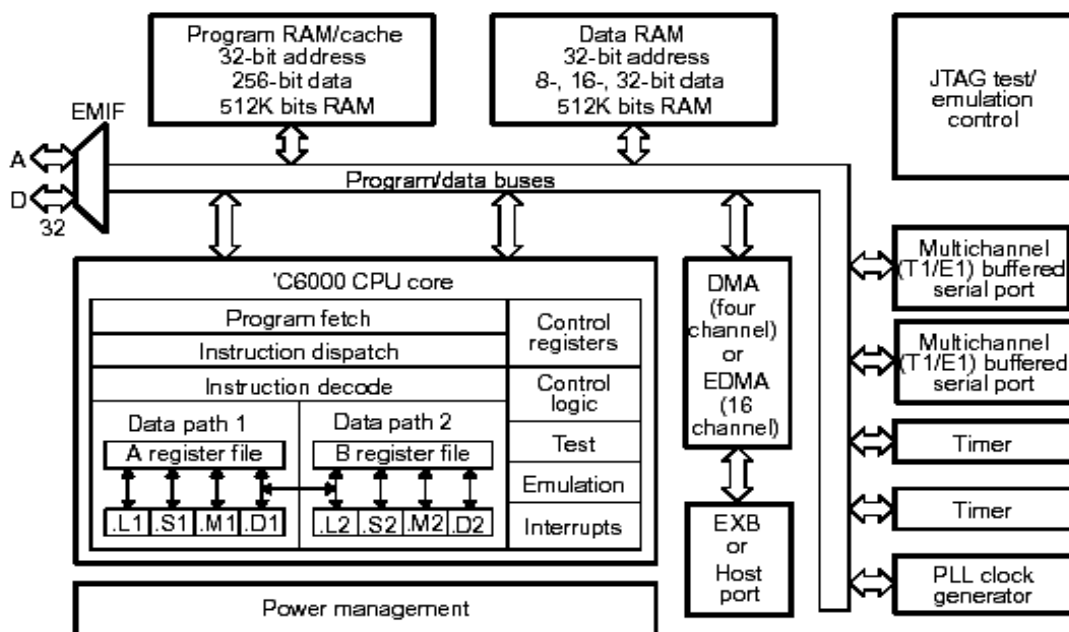 Program RAM/cache
32-bit address
256-bit data
512K bits RAM
Data RAM
32-bit address
8-, 16-, 32-bit data
512K bits RAM
JTAG test/
emulation
control
EMIF
A
D
32
Program/data buses
'C6000 CPU core
Program fetch
Instruction dispatch
Instruction decode
Data path 1
A register file
.L1 .S1 .M1 .D1
Data path 2
B register file
.L2 .S2 .M2 .D2
Control
registers
Control
logic
Test
Emulation
Interrupts
DMA
(four
channel)
or
EDMA
(16
channel)
EXB
or
Host
port
Multichannel
(T1/E1) buffered
serial port
Multichannel
(T1/E1) buffered
serial port
Timer
Timer
PLL clock
generator
Power management